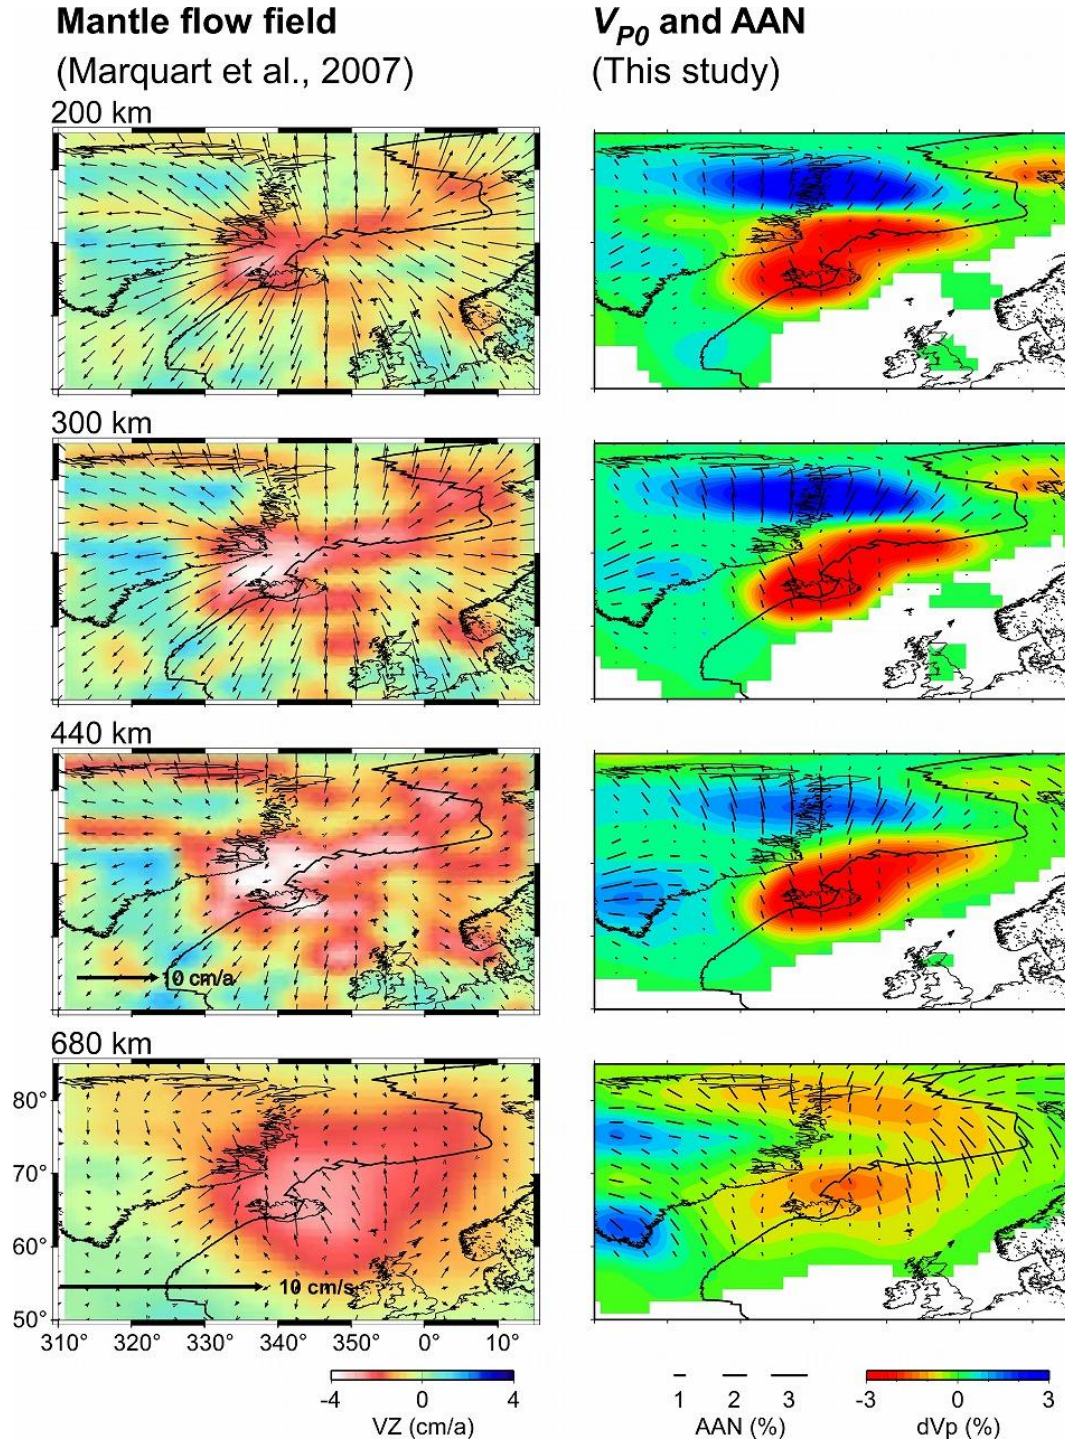 Mantle flow field
(Marquart et al., 2007)
V_P0 and AAN
(This study)
200 km
300 km
440 km
10 cm/a
680 km
80°
70°
60°
50°
10 cm/s
310° 320° 330° 340° 350° 0° 10°
-4 0 4
VZ (cm/a)
1 2 3
AAN (%)
-3 0 3
dVp (%)